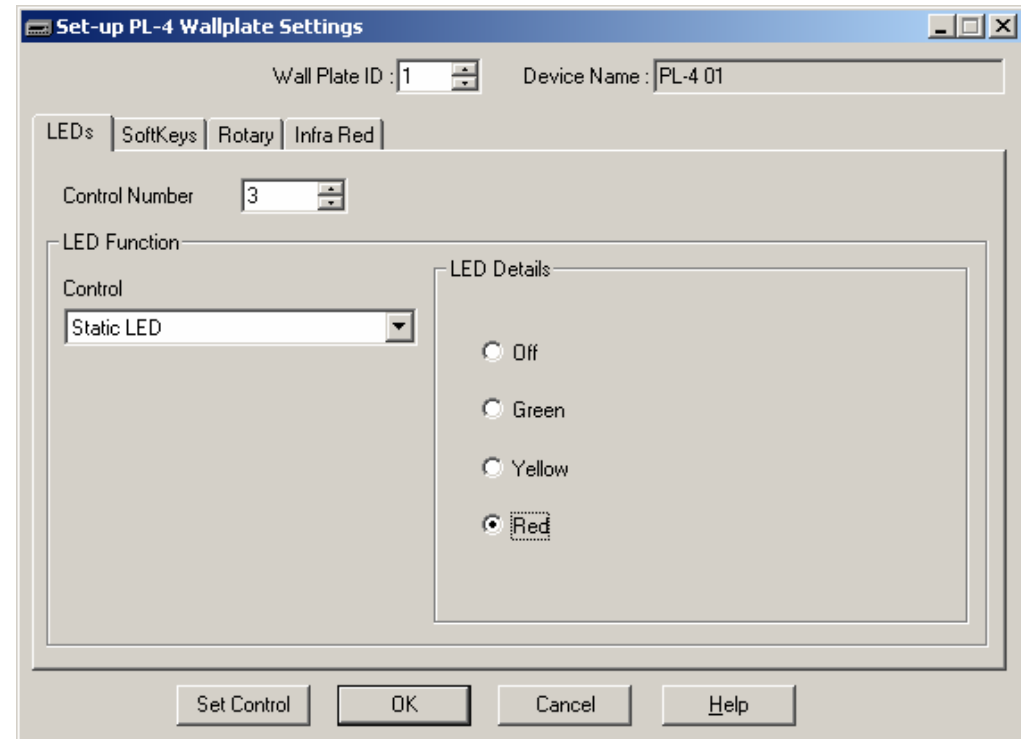 Set-up PL-4 Wallplate Settings
Wall Plate ID : 1 Device Name : PL-4 01
LEDs SoftKeys Rotary Infra Red
Control Number 3
LED Function
LED Details
Control
Static LED
Off
Green
Yellow
Red
Set Control OK Cancel Help